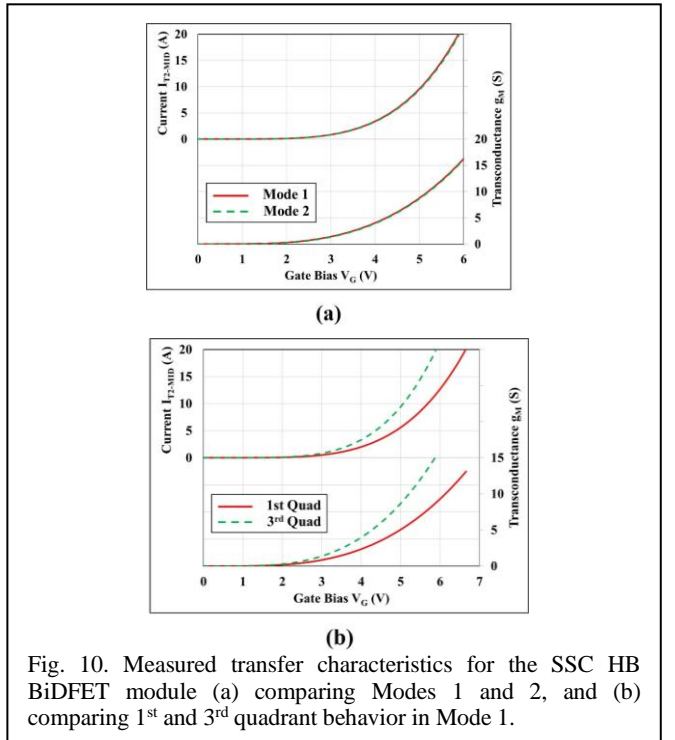 20
15
10
5
0
Current I_T2-MID (A)
20
15
10
5
0
Transconductance g_M (S)
Mode 1
Mode 2
0 1 2 3 4 5 6
Gate Bias V_G (V)
(a)
20
15
10
5
0
Current I_T2-MID (A)
15
10
5
0
Transconductance g_M (S)
1st Quad
3rd Quad
0 1 2 3 4 5 6 7
Gate Bias V_G (V)
(b)
Fig. 10. Measured transfer characteristics for the SSC HB
BiDFET module (a) comparing Modes 1 and 2, and (b)
comparing 1st and 3rd quadrant behavior in Mode 1.